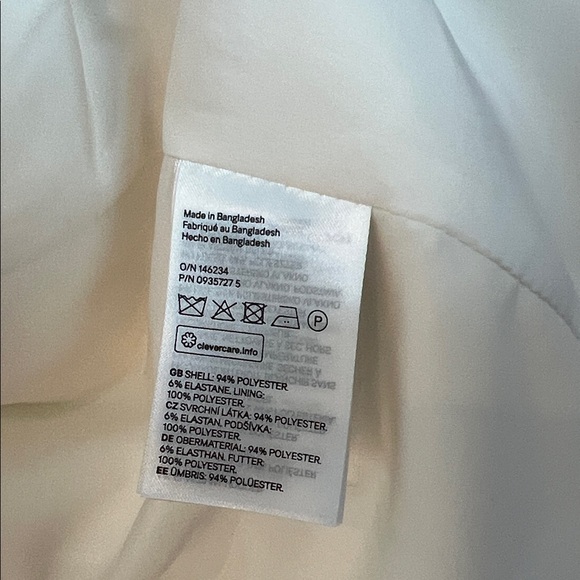 Made in Bangladesh
Fabriqué au Bangladesh
Hecho en Bangladesh
O/N 146234
P/N 0935727 5
P
clevercare.info
GB SHELL: 94% POLYESTER.
6% ELASTANE. LINING:
100% POLYESTER.
CZ SVRCHNÍ LÁTKA: 94% POLYESTER.
6% ELASTAN. PODŠÍVKA:
100% POLYESTER.
DE OBERMATERIAL: 94% POLYESTER.
6% ELASTHAN. FUTTER:
100% POLYESTER.
EE ÜMBRIS: 94% POLÜESTER.